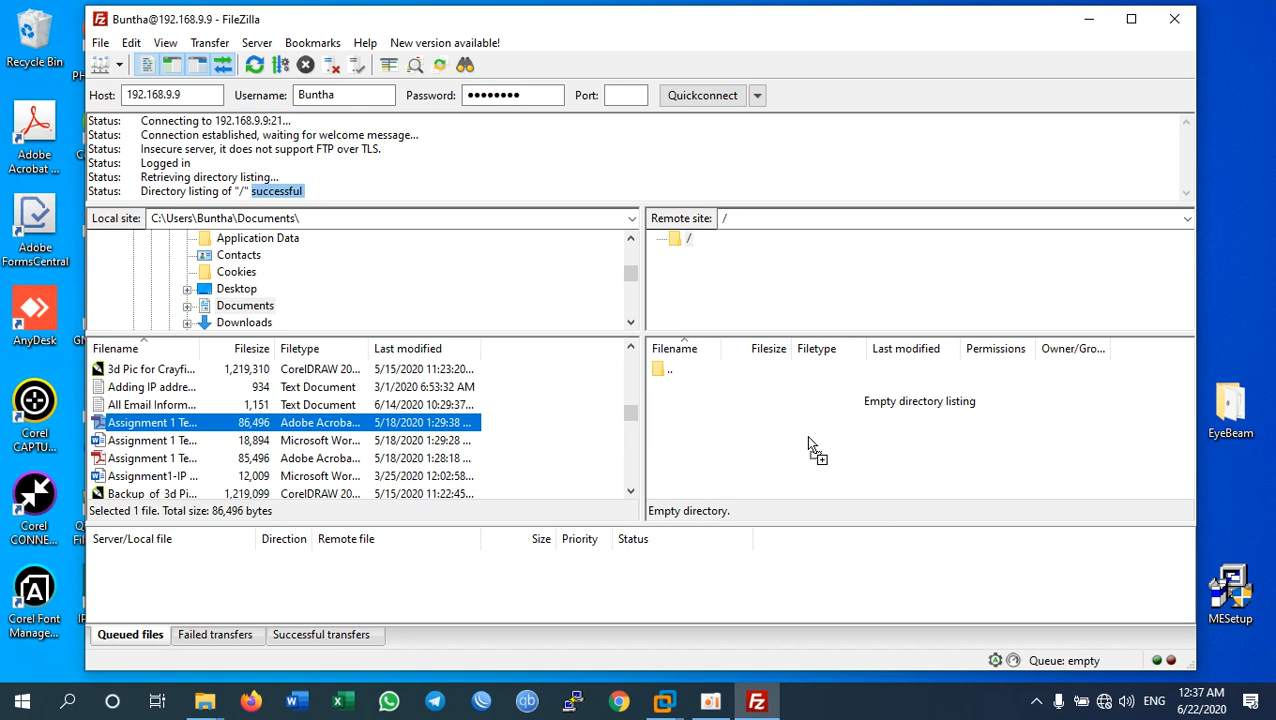 Recycle Bin
Adobe
Acrobat ...
Adobe
FormsCentral
AnyDesk
Corel
CAPTU...
Corel
CONNE...
Corel Font
Manage...
Buntha@192.168.9.9 - FileZilla
File Edit View Transfer Server Bookmarks Help New version available!
Host: 192.168.9.9 Username: Buntha Password: ●●●●●●●● Port: Quickconnect
Status: Connecting to 192.168.9.9:21...
Status: Connection established, waiting for welcome message...
Status: Insecure server, it does not support FTP over TLS.
Status: Logged in
Status: Retrieving directory listing...
Status: Directory listing of "/" successful
Local site: C:\Users\Buntha\Documents\
Application Data
Contacts
Cookies
Desktop
Documents
Downloads
Remote site: /
/
Filename Filesize Filetype Last modified
3d Pic for Crayfi... 1,219,310 CorelDRAW 20... 5/15/2020 11:23:20...
Adding IP addre... 934 Text Document 3/1/2020 6:53:32 AM
All Email Inform... 1,151 Text Document 6/14/2020 10:29:37...
Assignment 1 Te... 86,496 Adobe Acroba... 5/18/2020 1:29:38 ...
Assignment 1 Te... 18,894 Microsoft Wor... 5/18/2020 1:29:28 ...
Assignment 1 Te... 85,496 Adobe Acroba... 5/18/2020 1:28:18 ...
Assignment1-IP ... 12,009 Microsoft Wor... 3/25/2020 12:02:58...
Backup_of_3d Pi... 1,219,099 CorelDRAW 20... 5/15/2020 11:22:45...
Selected 1 file. Total size: 86,496 bytes
Filename Filesize Filetype Last modified Permissions Owner/Gro...
..
Empty directory listing
Empty directory.
Server/Local file Direction Remote file Size Priority Status
Queued files Failed transfers Successful transfers
Queue: empty
EyeBeam
MESetup
ENG
12:37 AM
6/22/2020